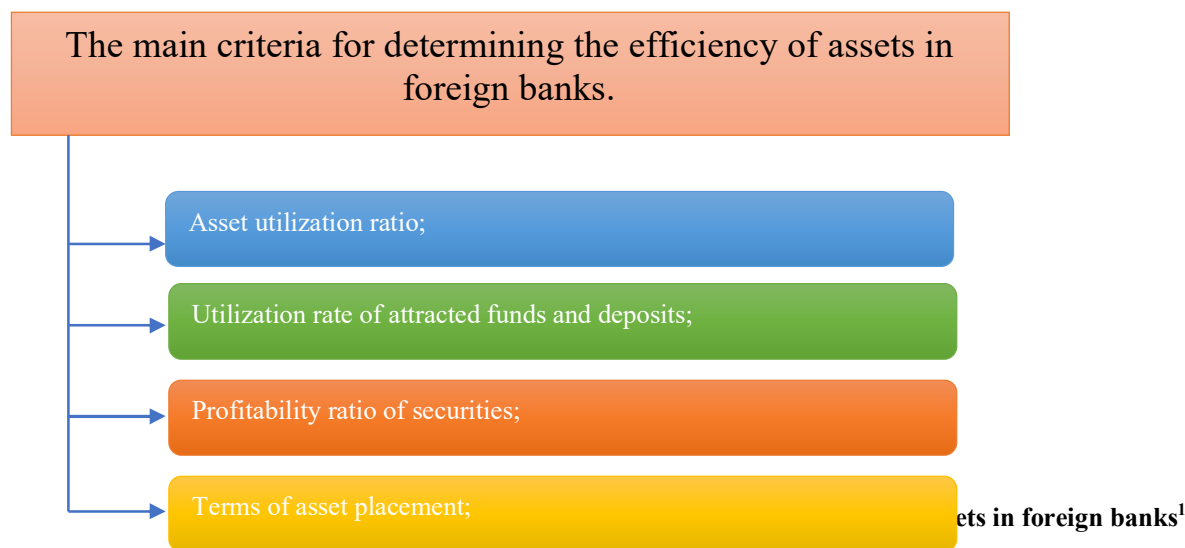 The main criteria for determining the efficiency of assets in
foreign banks.
Asset utilization ratio;
Utilization rate of attracted funds and deposits;
Profitability ratio of securities;
Terms of asset placement;
in foreign banks¹